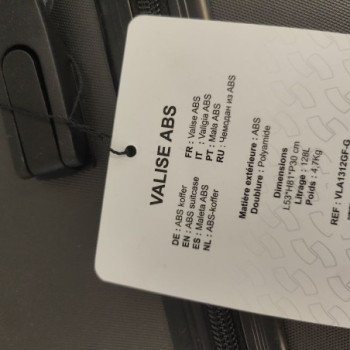 VALISE ABS
FR : Valise ABS
IT : Valigia ABS
PT : Mala ABS
RU : Чемодан из ABS
DE : ABS koffer
EN : ABS suitcase
ES : Maleta ABS
NL : ABS-koffer
Matière extérieure : ABS
Doublure : Polyamide
Dimensions
L53*H81*P30 cm
Litrage : 128L
Poids : 4,7Kg
REF : VLA1312GF-G